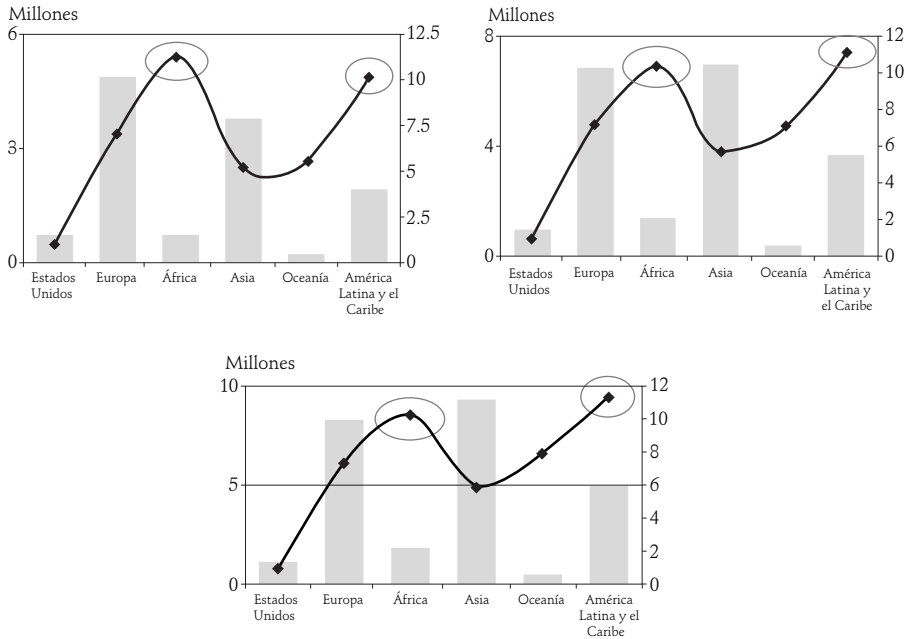 Millones
6
3
0
12.5
10
7.5
5
2.5
0
Estados Unidos
Europa
África
Asia
Oceanía
América Latina y el Caribe
Millones
8
4
0
12
10
8
6
4
2
0
Estados Unidos
Europa
África
Asia
Oceanía
América Latina y el Caribe
Millones
10
5
0
12
10
8
6
4
2
0
Estados Unidos
Europa
África
Asia
Oceanía
América Latina y el Caribe